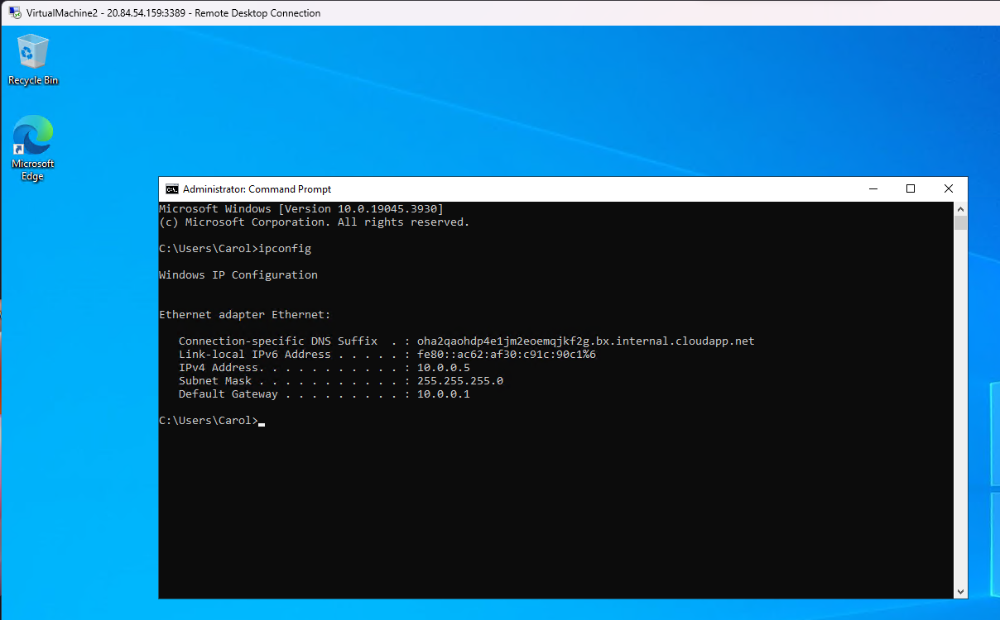 VirtualMachine2 - 20.84.54.159:3389 - Remote Desktop Connection
Recycle Bin
Microsoft
Edge
Administrator: Command Prompt
Microsoft Windows [Version 10.0.19045.3930]
(c) Microsoft Corporation. All rights reserved.
C:\Users\Carol>ipconfig
Windows IP Configuration
Ethernet adapter Ethernet:
Connection-specific DNS Suffix  . : oha2qaohdp4e1jm2eoemqjkf2g.bx.internal.cloudapp.net
Link-local IPv6 Address . . . . . : fe80::ac62:af30:c91c:90c1%6
IPv4 Address. . . . . . . . . . . : 10.0.0.5
Subnet Mask . . . . . . . . . . . : 255.255.255.0
Default Gateway . . . . . . . . . : 10.0.0.1
C:\Users\Carol>